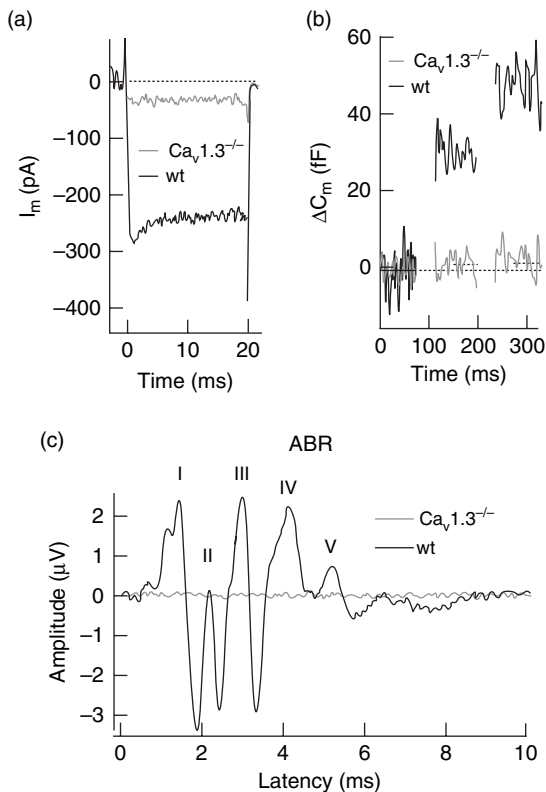 (a)
0
−100
−200
−300
−400
I_m (pA)
Ca_v1.3^−/−
wt
0
10
20
Time (ms)
(b)
60
40
20
0
ΔC_m (fF)
Ca_v1.3^−/−
wt
0
100
200
300
Time (ms)
(c)
ABR
I
II
III
IV
V
Ca_v1.3^−/−
wt
2
1
0
−1
−2
−3
Amplitude (μV)
0
2
4
6
8
10
Latency (ms)